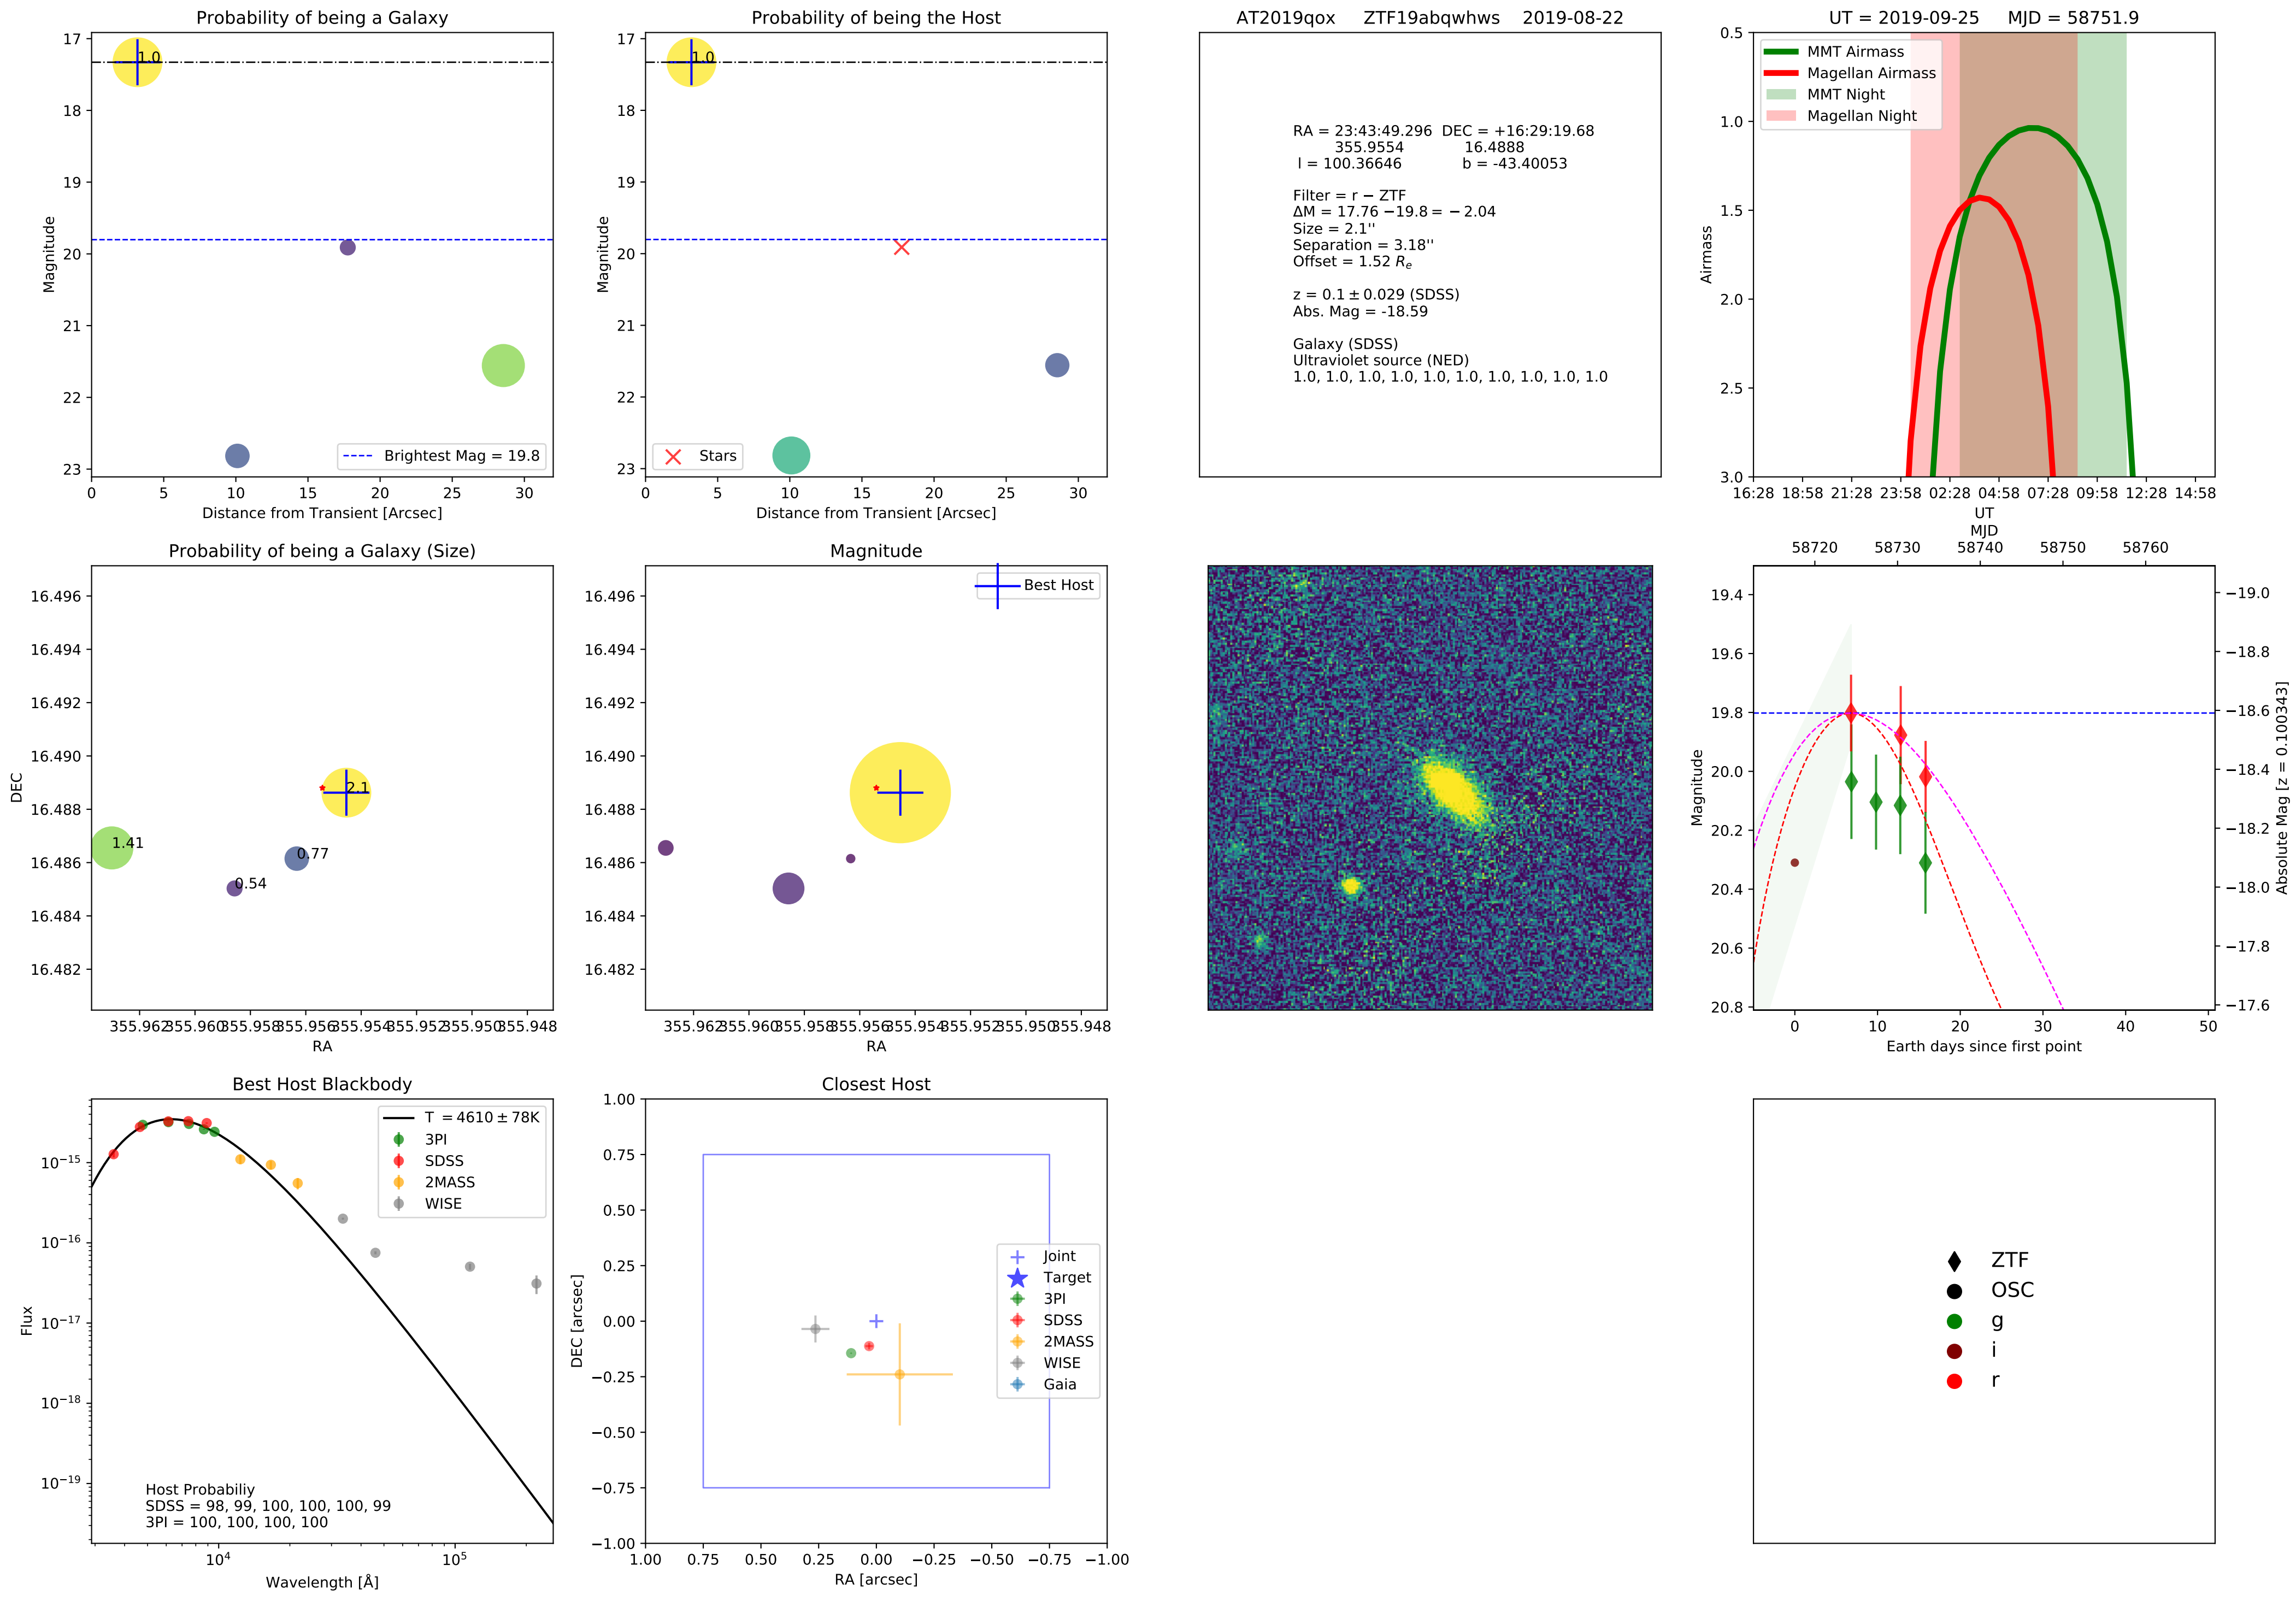 Probability of being a Galaxy
17
18
19
20
21
22
23
Magnitude
1.0
Brightest Mag = 19.8
0 5 10 15 20 25 30
Distance from Transient [Arcsec]
Probability of being the Host
17
18
19
20
21
22
23
Magnitude
1.0
Stars
0 5 10 15 20 25 30
Distance from Transient [Arcsec]
AT2019qox ZTF19abqwhws 2019-08-22
RA = 23:43:49.296 DEC = +16:29:19.68
355.9554 16.4888
l = 100.36646 b = -43.40053
Filter = r − ZTF
ΔM = 17.76 −19.8 = − 2.04
Size = 2.1''
Separation = 3.18''
Offset = 1.52 Re
z = 0.1 ± 0.029 (SDSS)
Abs. Mag = -18.59
Galaxy (SDSS)
Ultraviolet source (NED)
1.0, 1.0, 1.0, 1.0, 1.0, 1.0, 1.0, 1.0, 1.0, 1.0
UT = 2019-09-25 MJD = 58751.9
0.5
1.0
1.5
2.0
2.5
3.0
Airmass
MMT Airmass
Magellan Airmass
MMT Night
Magellan Night
16:28 18:58 21:28 23:58 02:28 04:58 07:28 09:58 12:28 14:58
UT
Probability of being a Galaxy (Size)
16.496
16.494
16.492
16.490
16.488
16.486
16.484
16.482
DEC
2.1
1.41
0.77
0.54
355.962 355.960 355.958 355.956 355.954 355.952 355.950 355.948
RA
Magnitude
16.496
16.494
16.492
16.490
16.488
16.486
16.484
16.482
Best Host
355.962 355.960 355.958 355.956 355.954 355.952 355.950 355.948
RA
MJD
58720 58730 58740 58750 58760
19.4
19.6
19.8
20.0
20.2
20.4
20.6
20.8
Magnitude
−19.0
−18.8
−18.6
−18.4
−18.2
−18.0
−17.8
−17.6
Absolute Mag [z = 0.100343]
0 10 20 30 40 50
Earth days since first point
Best Host Blackbody
10−15
10−16
10−17
10−18
10−19
Flux
T = 4610 ± 78K
3PI
SDSS
2MASS
WISE
Host Probabiliy
SDSS = 98, 99, 100, 100, 100, 99
3PI = 100, 100, 100, 100
104 105
Wavelength [Å]
Closest Host
1.00
0.75
0.50
0.25
0.00
−0.25
−0.50
−0.75
−1.00
DEC [arcsec]
Joint
Target
3PI
SDSS
2MASS
WISE
Gaia
1.00 0.75 0.50 0.25 0.00 −0.25 −0.50 −0.75 −1.00
RA [arcsec]
ZTF
OSC
g
i
r